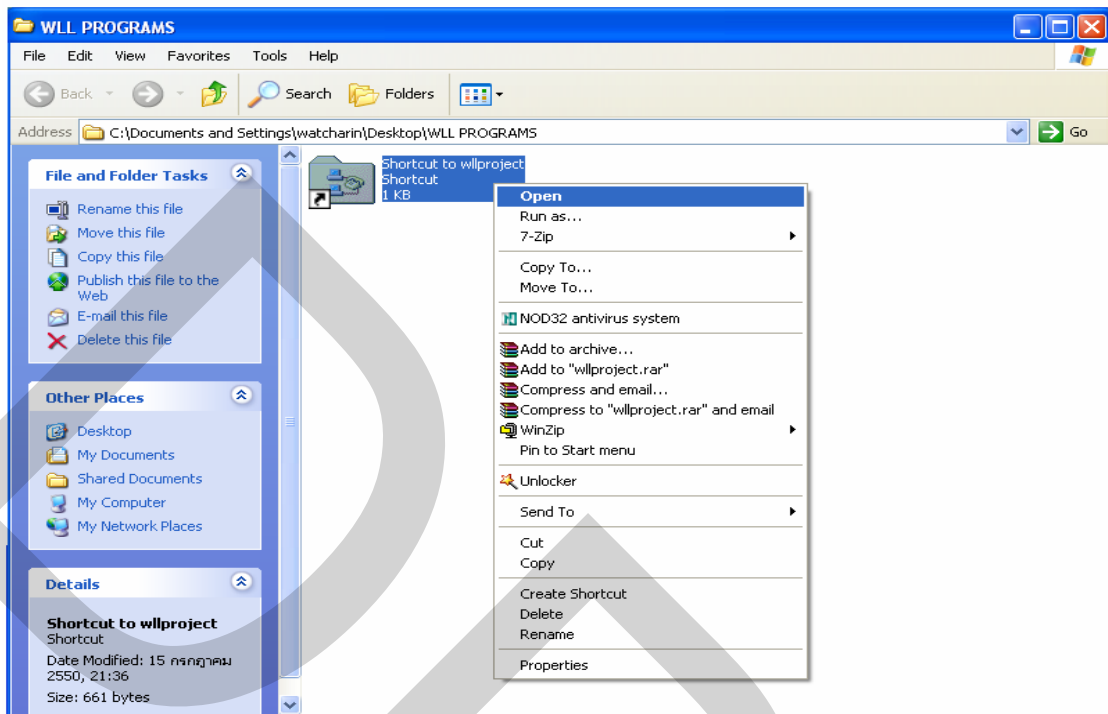 WLL PROGRAMS
File Edit View Favorites Tools Help
Back Search Folders
Address C:\Documents and Settings\watcharin\Desktop\WLL PROGRAMS Go
File and Folder Tasks
Rename this file
Move this file
Copy this file
Publish this file to the
Web
E-mail this file
Delete this file
Other Places
Desktop
My Documents
Shared Documents
My Computer
My Network Places
Details
Shortcut to wllproject
Shortcut
Date Modified: 15 กรกฎาคม
2550, 21:36
Size: 661 bytes
Shortcut to wllproject
Shortcut
1 KB
Open
Run as...
7-Zip
Copy To...
Move To...
NOD32 antivirus system
Add to archive...
Add to "wllproject.rar"
Compress and email...
Compress to "wllproject.rar" and email
WinZip
Pin to Start menu
Unlocker
Send To
Cut
Copy
Create Shortcut
Delete
Rename
Properties